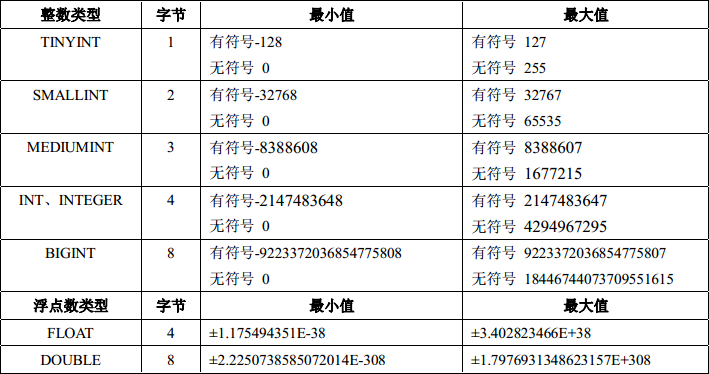 整数类型 字节 最小值 最大值
TINYINT 1 有符号-128 有符号 127
无符号 0 无符号 255
SMALLINT 2 有符号-32768 有符号 32767
无符号 0 无符号 65535
MEDIUMINT 3 有符号-8388608 有符号 8388607
无符号 0 无符号 1677215
INT、INTEGER 4 有符号-2147483648 有符号 2147483647
无符号 0 无符号 4294967295
BIGINT 8 有符号-9223372036854775808 有符号 9223372036854775807
无符号 0 无符号 18446744073709551615
浮点数类型 字节 最小值 最大值
FLOAT 4 ±1.175494351E-38 ±3.402823466E+38
DOUBLE 8 ±2.2250738585072014E-308 ±1.7976931348623157E+308